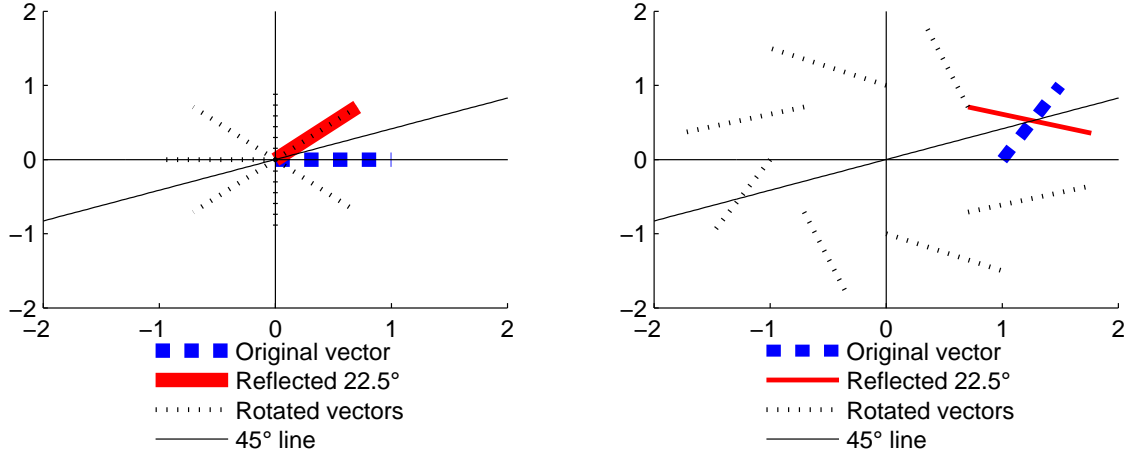 2
1
0
−1
−2
−2 −1 0 1 2
Original vector
Reflected 22.5°
Rotated vectors
45° line
2
1
0
−1
−2
−2 −1 0 1 2
Original vector
Reflected 22.5°
Rotated vectors
45° line